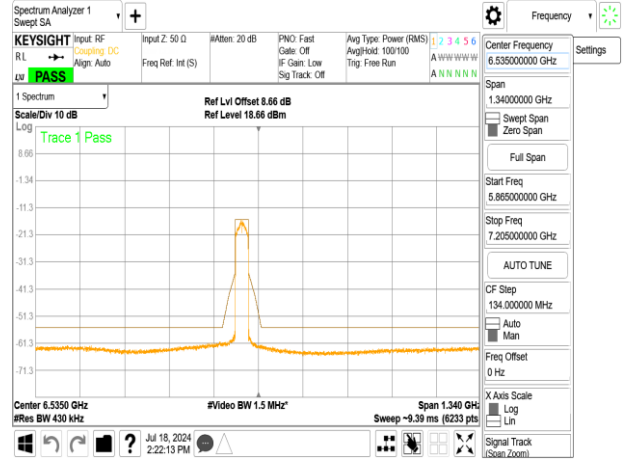 Spectrum Analyzer 1
Swept SA
Frequency
Settings
KEYSIGHT
RL
PASS
Input: RF
Coupling: DC
Align: Auto
Input Z: 50 Ω
Freq Ref: Int (S)
#Atten: 20 dB
PNO: Fast
Gate: Off
IF Gain: Low
Sig Track: Off
Avg Type: Power (RMS)
Avg|Hold: 100/100
Trig: Free Run
1 2 3 4 5 6
A W W W W W
A N N N N N
1 Spectrum
Scale/Div 10 dB
Ref Lvl Offset 8.66 dB
Ref Level 18.66 dBm
Log
Trace 1 Pass
8.66
-1.34
-11.3
-21.3
-31.3
-41.3
-51.3
-61.3
-71.3
Center 6.5350 GHz
#Video BW 1.5 MHz*
Span 1.340 GHz
#Res BW 430 kHz
Sweep ~9.39 ms (6233 pts
Jul 18, 2024
2:22:13 PM
Center Frequency
6.535000000 GHz
Span
1.34000000 GHz
Swept Span
Zero Span
Full Span
Start Freq
5.865000000 GHz
Stop Freq
7.205000000 GHz
AUTO TUNE
CF Step
134.000000 MHz
Auto
Man
Freq Offset
0 Hz
X Axis Scale
Log
Lin
Signal Track
(Span Zoom)